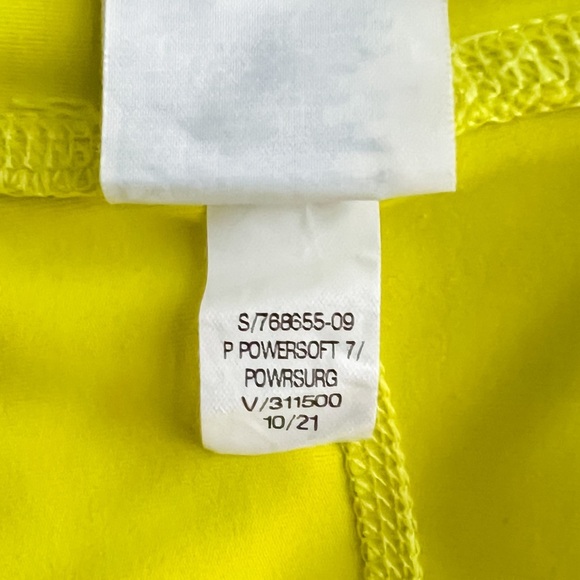 S/768655-09
P POWERSOFT 7/
POWRSURG
V/311500
10/21